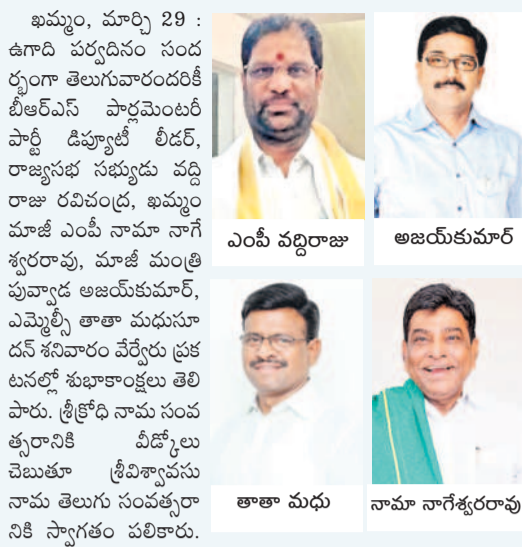 ఖమ్మం, మార్చి 29 :
ఉగాది పర్వదినం సంద
ర్భంగా తెలుగువారందరికీ
బీఆర్ఎస్ పార్లమెంటరీ
పార్టీ డిప్యూటీ లీడర్,
రాజ్యసభ సభ్యుడు వద్ది
రాజు రవిచంద్ర, ఖమ్మం
మాజీ ఎంపీ నామా నాగే
శ్వరరావు, మాజీ మంత్రి
పువ్వాడ అజయ్‌కుమార్,
ఎమ్మెల్సీ తాతా మధుసూ
దన్ శనివారం వేర్వేరు ప్రక
టనల్లో శుభాకాంక్షలు తెలి
పారు. శ్రీక్రోధి నామ సంవ
త్సరానికి వీడ్కోలు
చెబుతూ శ్రీవిశ్వావసు
నామ తెలుగు సంవత్సరా
నికి స్వాగతం పలికారు.
ఎంపీ వద్దిరాజు
అజయ్‌కుమార్
తాతా మధు
నామా నాగేశ్వరరావు